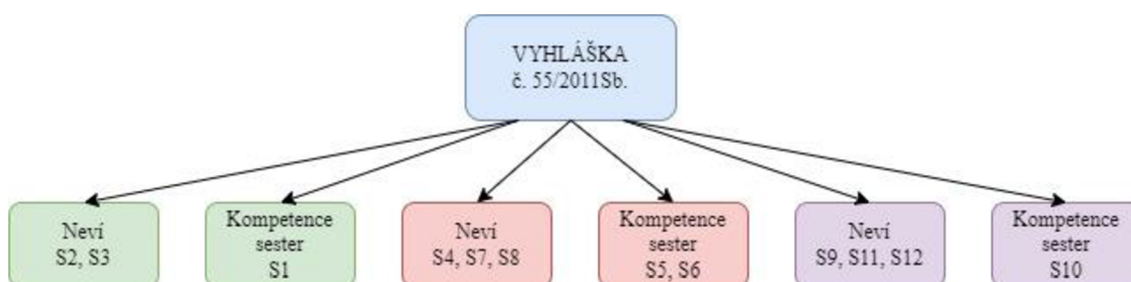 VYHLÁŠKA
č. 55/2011Sb.
Neví
S2, S3
Kompetence
sester
S1
Neví
S4, S7, S8
Kompetence
sester
S5, S6
Neví
S9, S11, S12
Kompetence
sester
S10